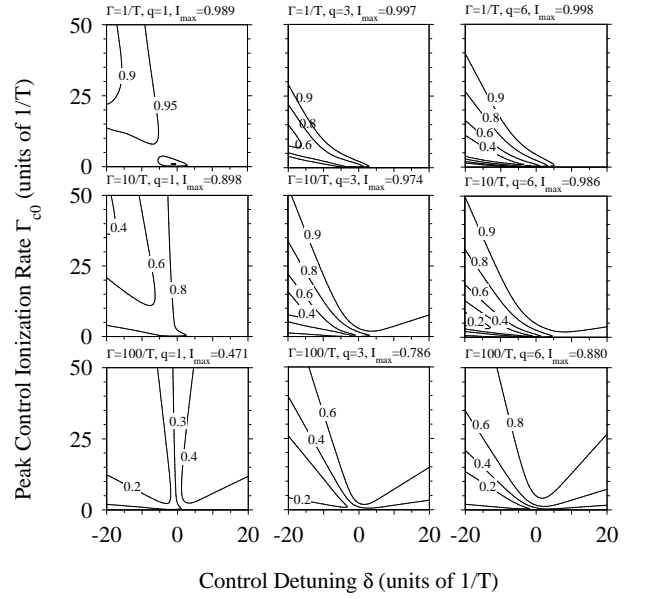 Γ=1/T, q=1, I_max=0.989
Γ=1/T, q=3, I_max=0.997
Γ=1/T, q=6, I_max=0.998
50
25
0
0.9
0.95
0.9
0.8
0.6
0.9
0.8
0.6
0.4
Γ=10/T, q=1, I_max=0.898
Γ=10/T, q=3, I_max=0.974
Γ=10/T, q=6, I_max=0.986
50
25
0
0.4
0.6
0.8
0.9
0.8
0.6
0.4
0.9
0.8
0.6
0.4
0.2
Γ=100/T, q=1, I_max=0.471
Γ=100/T, q=3, I_max=0.786
Γ=100/T, q=6, I_max=0.880
50
25
0
0.2
0.3
0.4
0.6
0.4
0.2
0.8
0.6
0.4
0.2
-20 0 20
-20 0 20
-20 0 20
Peak Control Ionization Rate Γ_c0 (units of 1/T)
Control Detuning δ (units of 1/T)